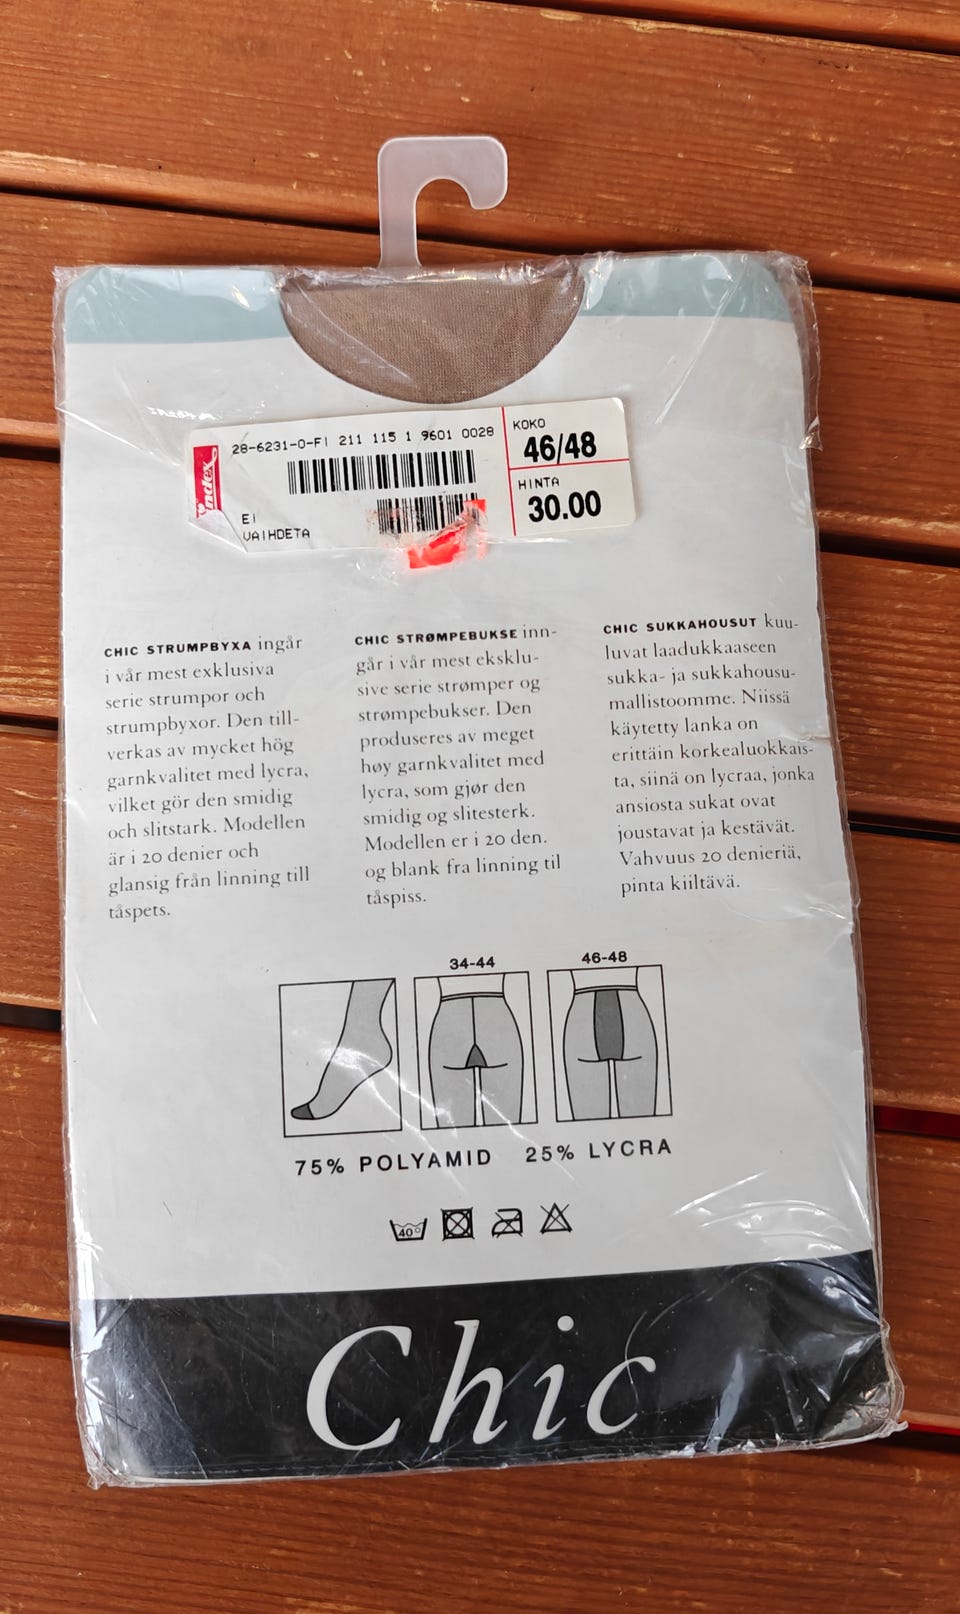 28-6231-0-FI 211 115 1 9601 0028
KOKO
46/48
HINTA
30.00
index
EI
VAIHDETA
CHIC STRUMPBYXA ingår
i vår mest exklusiva
serie strumpor och
strumpbyxor. Den till-
verkas av mycket hög
garnkvalitet med lycra,
vilket gör den smidig
och slitstark. Modellen
är i 20 denier och
glansig från linning till
tåspets.
CHIC STRØMPEBUKSE inn-
går i vår mest eksklu-
sive serie strømper og
strømpebukser. Den
produseres av meget
høy garnkvalitet med
lycra, som gjør den
smidig og slitesterk.
Modellen er i 20 den.
og blank fra linning til
tåspiss.
CHIC SUKKAHOUSUT kuu-
luvat laadukkaaseen
sukka- ja sukkahousu-
mallistoomme. Niissä
käytetty lanka on
erittäin korkealuokkais-
ta, siinä on lycraa, jonka
ansiosta sukat ovat
joustavat ja kestävät.
Vahvuus 20 denieriä,
pinta kiiltävä.
34-44
46-48
75% POLYAMID 25% LYCRA
40°
Chic